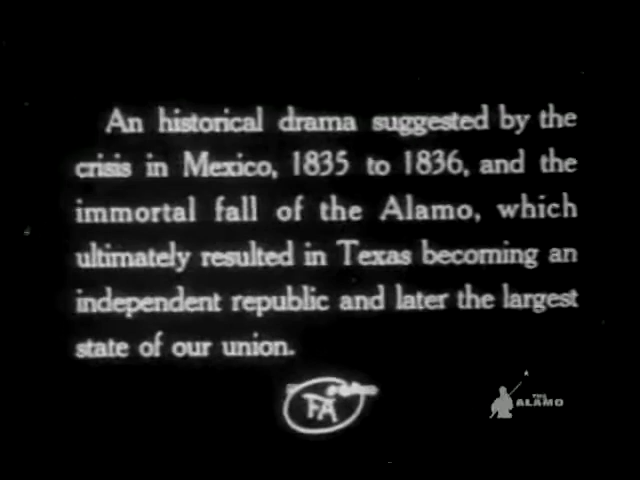 An historical drama suggested by the
crisis in Mexico, 1835 to 1836, and the
immortal fall of the Alamo, which
ultimately resulted in Texas becoming an
independent republic and later the largest
state of our union.
FA
THE
ALAMO